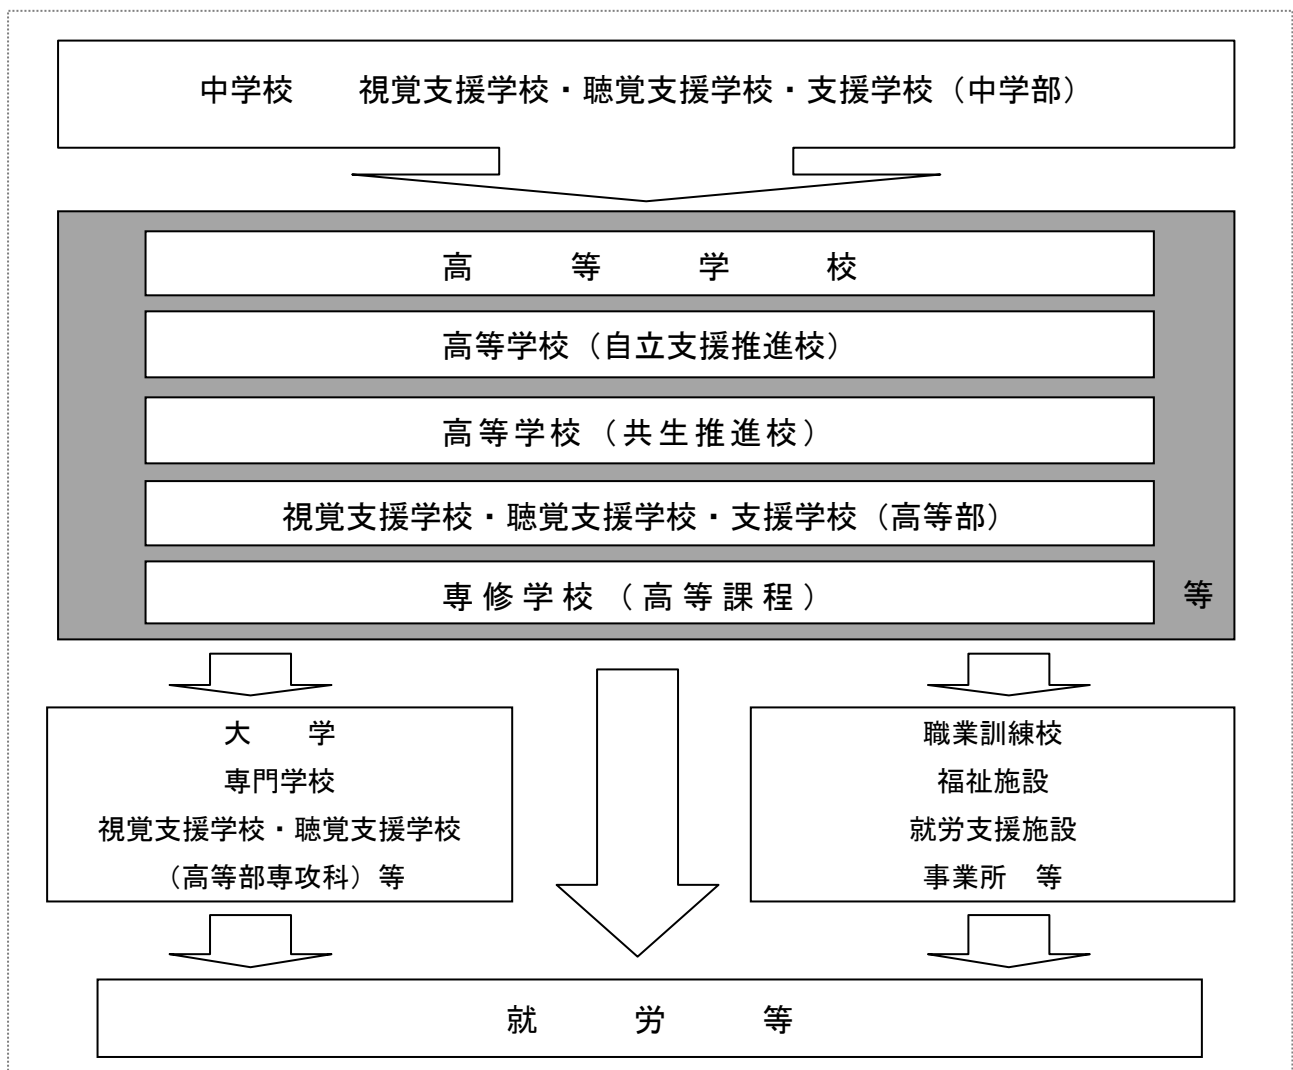 中学校　　視覚支援学校・聴覚支援学校・支援学校（中学部）
高　等　学　校
高等学校（自立支援推進校）
高等学校（共生推進校）
視覚支援学校・聴覚支援学校・支援学校（高等部）
専修学校（高等課程）
等
大　学
専門学校
視覚支援学校・聴覚支援学校
（高等部専攻科）等
職業訓練校
福祉施設
就労支援施設
事業所　等
就　労　等